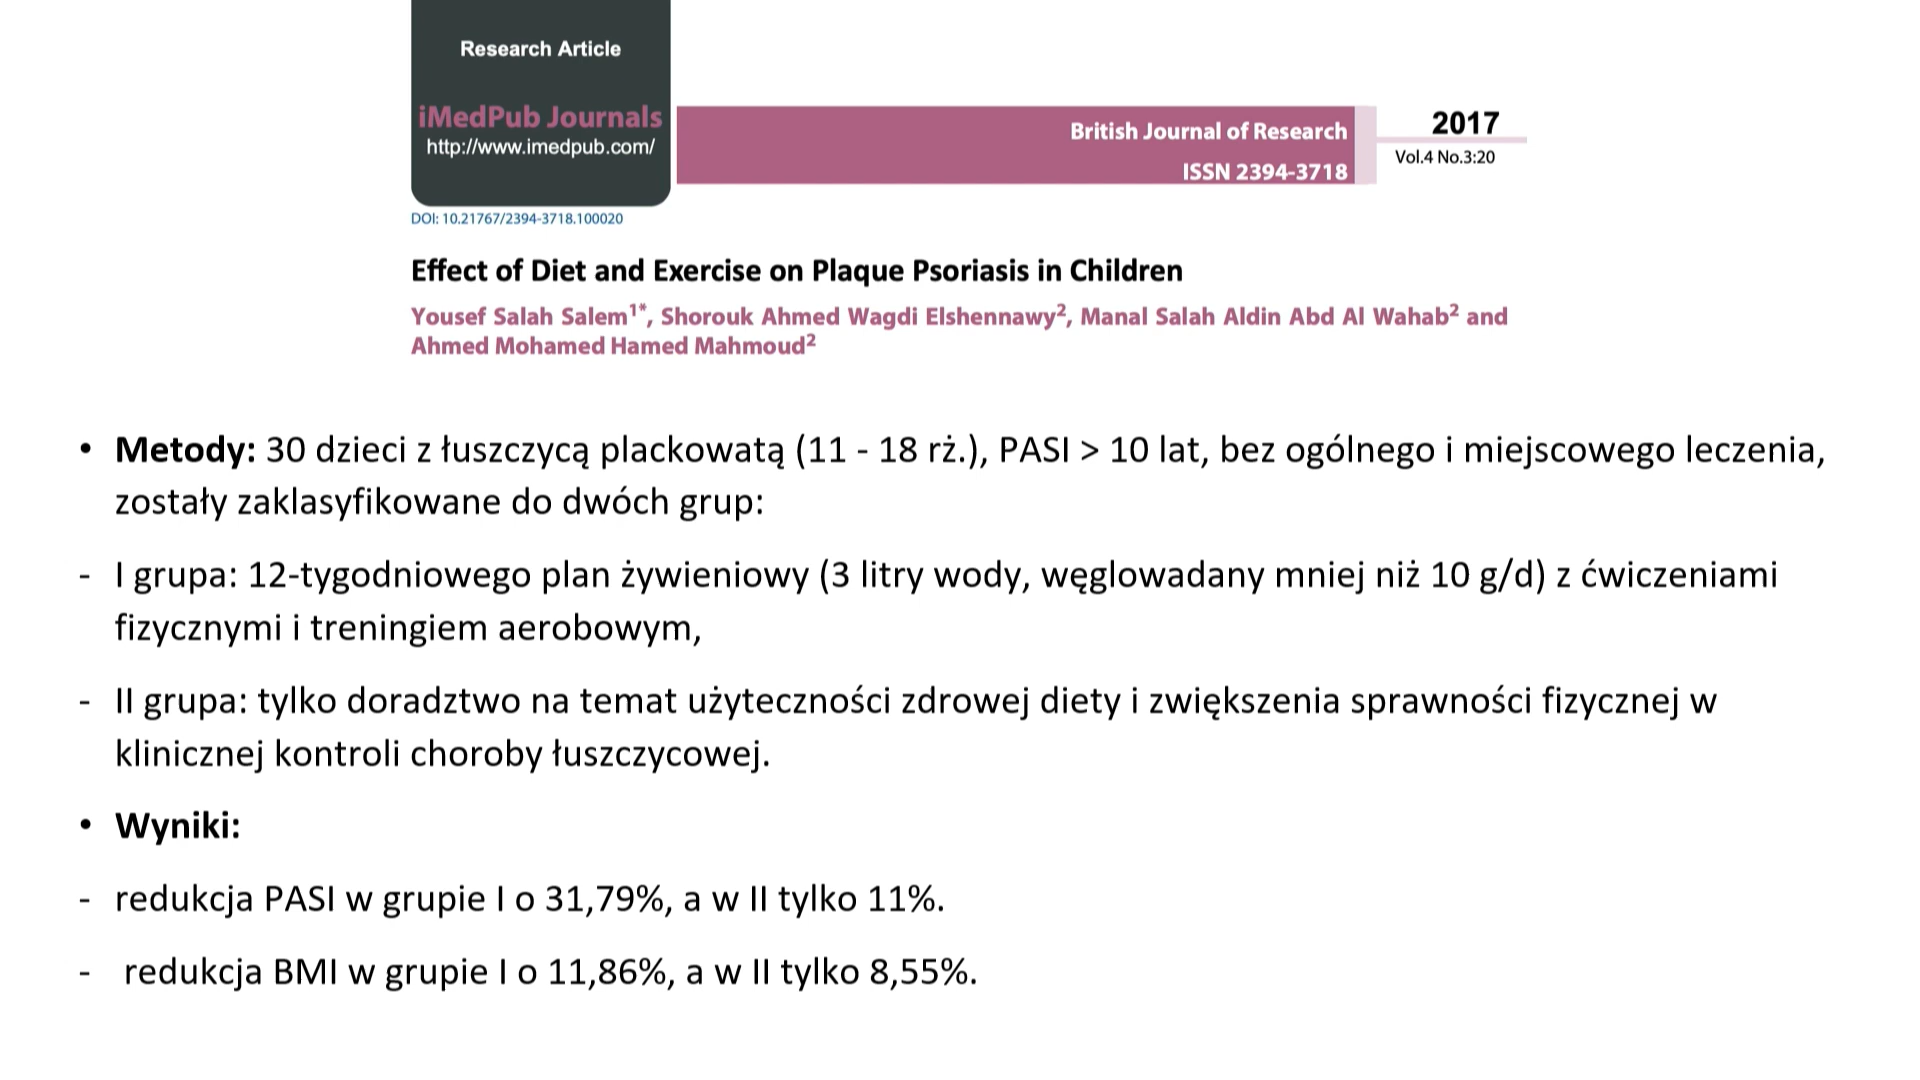 Research Article
iMedPub Journals
http://www.imedpub.com/
British Journal of Research
ISSN 2394-3718
2017
Vol.4 No.3:20
DOI: 10.21767/2394-3718.100020
Effect of Diet and Exercise on Plaque Psoriasis in Children
Yousef Salah Salem1*, Shorouk Ahmed Wagdi Elshennawy2, Manal Salah Aldin Abd Al Wahab2 and
Ahmed Mohamed Hamed Mahmoud2
• Metody: 30 dzieci z łuszczycą plackowatą (11 - 18 rż.), PASI > 10 lat, bez ogólnego i miejscowego leczenia,
zostały zaklasyfikowane do dwóch grup:
- I grupa: 12-tygodniowego plan żywieniowy (3 litry wody, węglowadany mniej niż 10 g/d) z ćwiczeniami
fizycznymi i treningiem aerobowym,
- II grupa: tylko doradztwo na temat użyteczności zdrowej diety i zwiększenia sprawności fizycznej w
klinicznej kontroli choroby łuszczycowej.
• Wyniki:
- redukcja PASI w grupie I o 31,79%, a w II tylko 11%.
- redukcja BMI w grupie I o 11,86%, a w II tylko 8,55%.